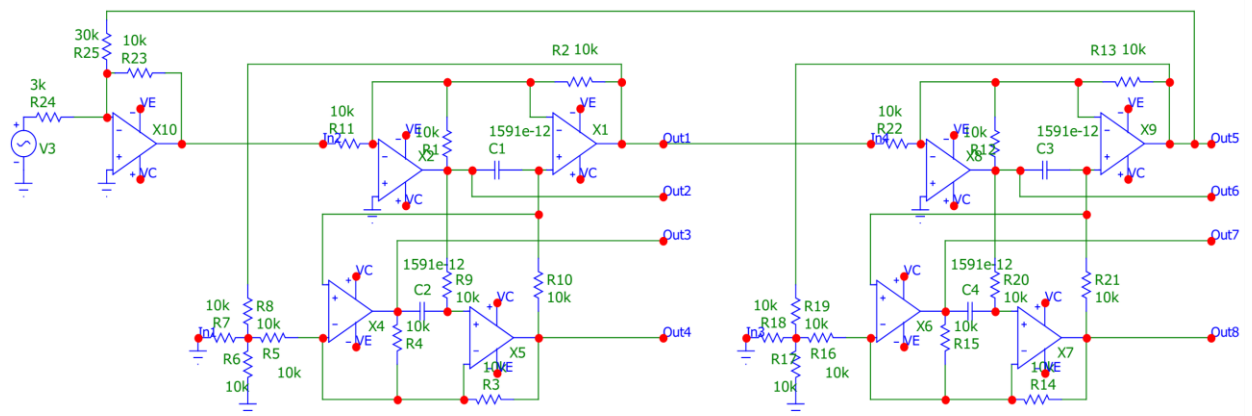 30k
R25
10k
R23
3k
R24
V3
VE
X10
VC
In2
10k
R11
VE
X2
VC
10k
R1
R2 10k
1591e-12
C1
VE
X1
VC
Out1
Out2
Out3
Out4
10k
R22
In4
VE
X8
VC
10k
R12
R13 10k
1591e-12
C3
VE
X9
VC
Out5
Out6
Out7
Out8
In1
10k
R7
R8
10k
R6
10k
R5
10k
VC
X4
VE
1591e-12
C2
10k
R4
R9
10k
VC
X5
VE
10k
R3
R10
10k
In3
10k
R18
R19
10k
R17
10k
R16
10k
VC
X6
VE
1591e-12
C4
10k
R15
R20
10k
VC
X7
VE
10k
R14
R21
10k